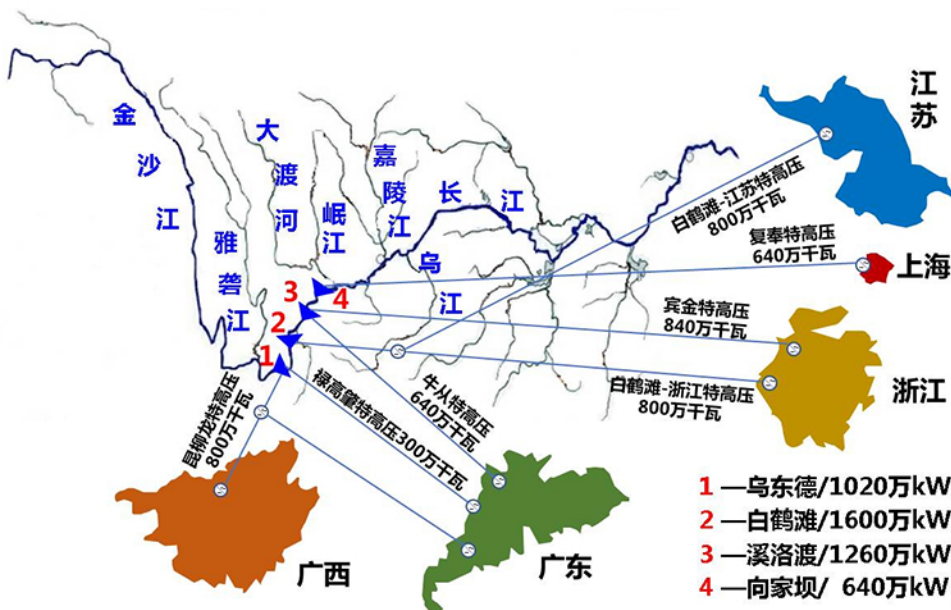 金沙江
雅砻江
大渡河
岷江
嘉陵江
长江
乌江
江苏
白鹤滩-江苏特高压
800万千瓦
复奉特高压
640万千瓦
上海
宾金特高压
840万千瓦
白鹤滩-浙江特高压
800万千瓦
浙江
牛从特高压
640万千瓦
禄高肇特高压300万千瓦
昆柳龙特高压
800万千瓦
1
2
3
4
广西
广东
1 —乌东德/1020万kW
2 —白鹤滩/1600万kW
3 —溪洛渡/1260万kW
4 —向家坝/ 640万kW